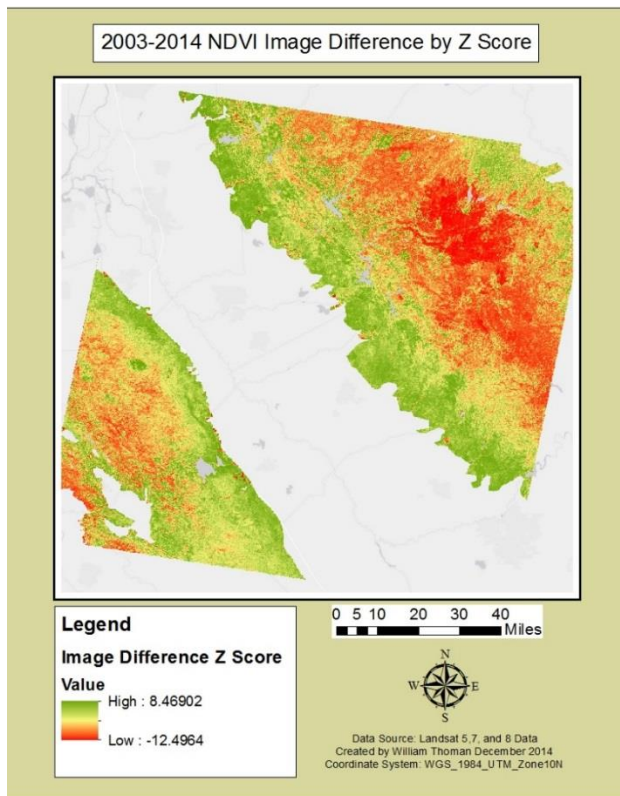 2003-2014 NDVI Image Difference by Z Score
Legend
Image Difference Z Score
Value
High : 8.46902
Low : -12.4964
0 5 10 20 30 40
Miles
N
W E
S
Data Source: Landsat 5,7, and 8 Data
Created by William Thoman December 2014
Coordinate System: WGS_1984_UTM_Zone10N